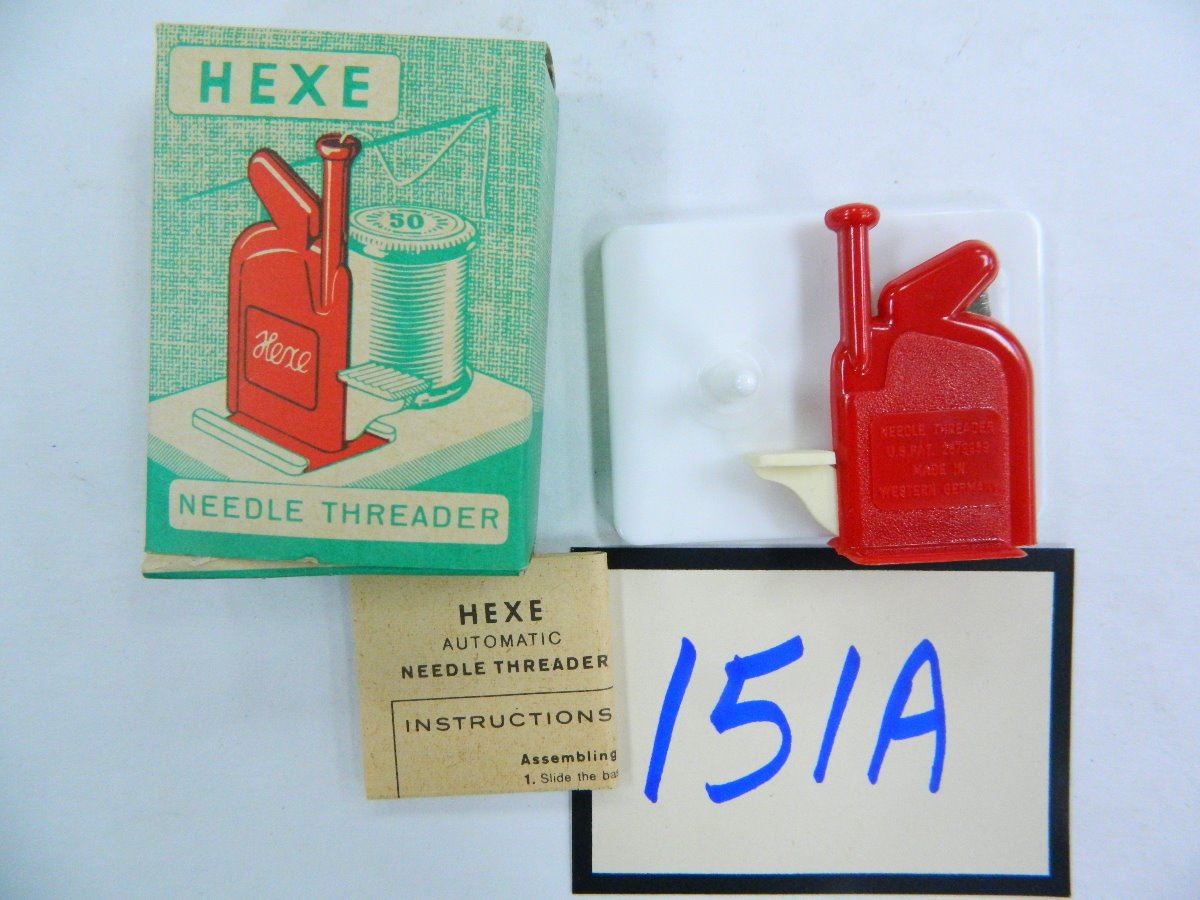 HEXE
50
Hexe
NEEDLE THREADER
NEEDLE THREADER
U.S.PAT.
MADE IN
WESTERN GERMANY
HEXE
AUTOMATIC
NEEDLE THREADER
INSTRUCTIONS
Assembling
1. Slide the
151A